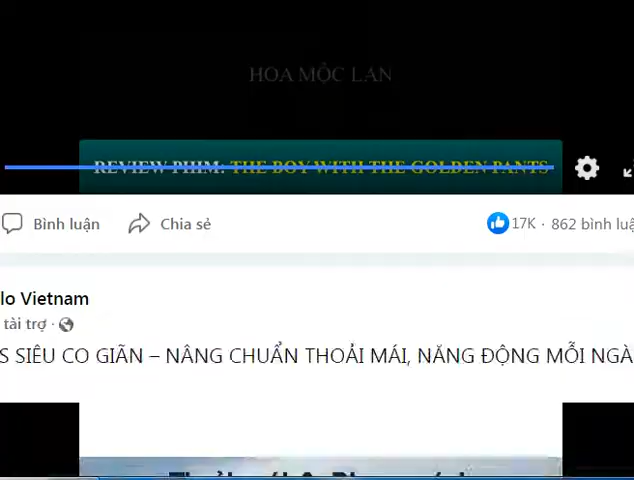 HOA MỘC LAN
REVIEW PHIM: THE BOY WITH THE GOLDEN PANTS
Bình luận Chia sẻ 17K · 862 bình luậ
lo Vietnam
tài trợ ·
S SIÊU CO GIÃN – NÂNG CHUẨN THOẢI MÁI, NĂNG ĐỘNG MỖI NGÀ